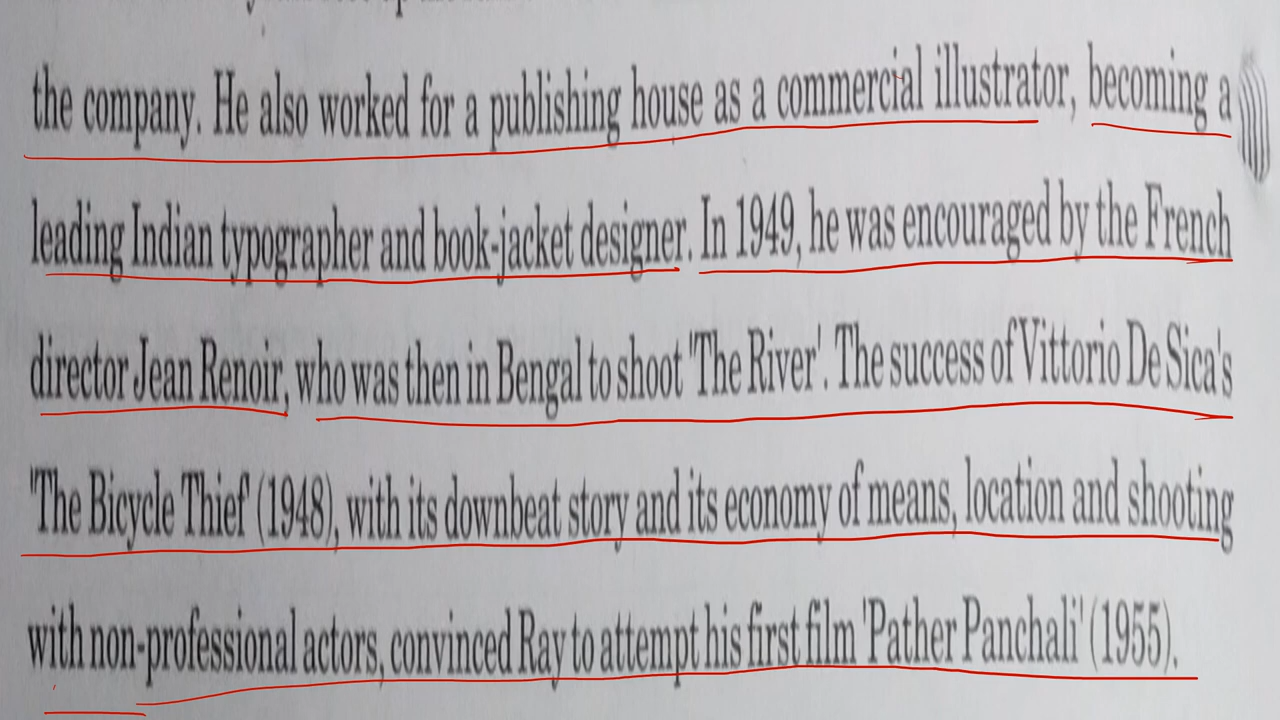 the company. He also worked for a publishing house as a commercial illustrator, becoming a
leading Indian typographer and book-jacket designer. In 1949, he was encouraged by the French
director Jean Renoir, who was then in Bengal to shoot 'The River'. The success of Vittorio De Sica's
'The Bicycle Thief' (1948), with its downbeat story and its economy of means, location and shooting
with non-professional actors, convinced Ray to attempt his first film 'Pather Panchali' (1955).